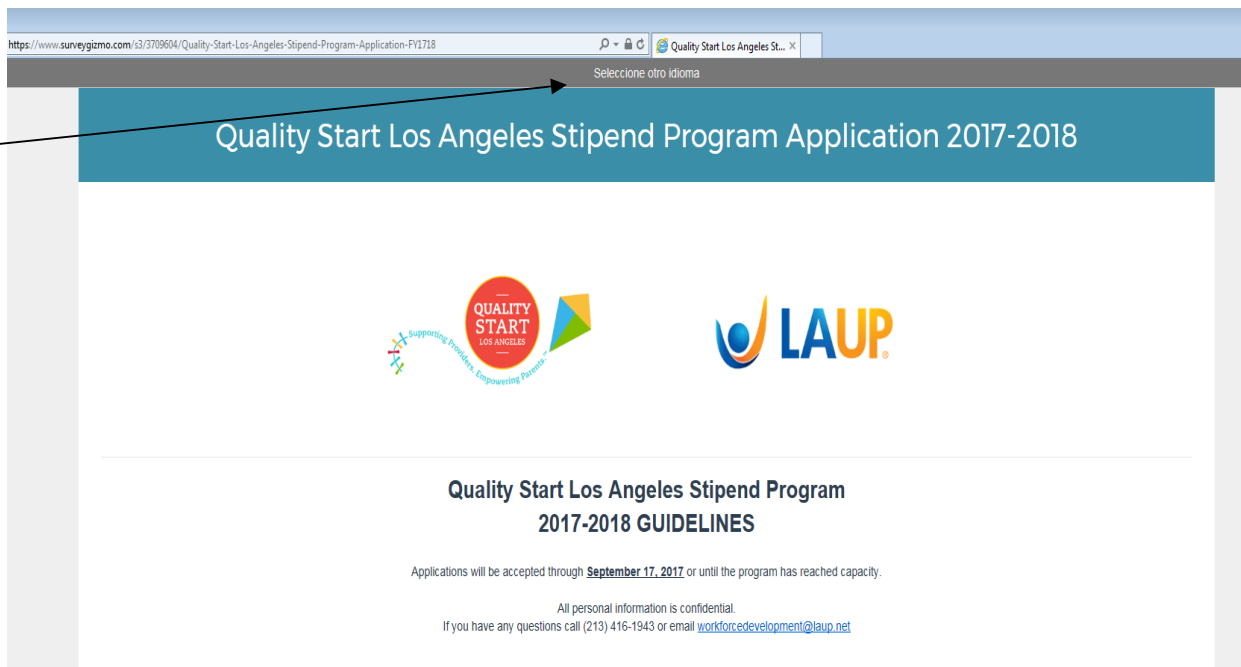 https://www.surveygizmo.com/s3/3709604/Quality-Start-Los-Angeles-Stipend-Program-Application-FY1718
Quality Start Los Angeles St... ×
Seleccione otro idioma
Quality Start Los Angeles Stipend Program Application 2017-2018
QUALITY
START
LOS ANGELES
Supporting Providers, Empowering Parents.™
LAUP®
Quality Start Los Angeles Stipend Program
2017-2018 GUIDELINES
Applications will be accepted through September 17, 2017 or until the program has reached capacity.
All personal information is confidential.
If you have any questions call (213) 416-1943 or email workforcedevelopment@laup.net